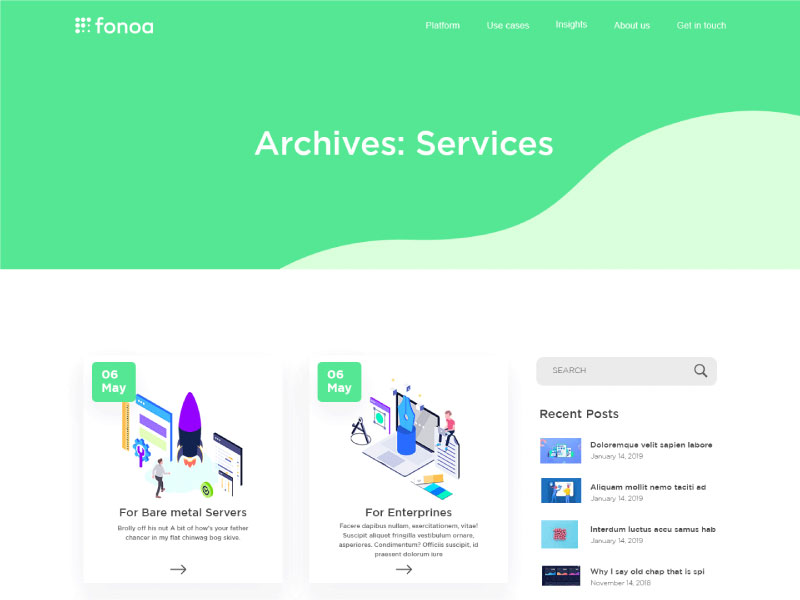 fonoa
Platform
Use cases
Insights
About us
Get in touch
Archives: Services
06
May
For Bare metal Servers
Brolly off his nut A bit of how's your father
chancer in my flat chinwag bog skive.
06
May
For Enterprines
Facere dapibus nullam, exercitationem, vitae!
Suscipit aliquet fringilla vestibulum ornare,
asperiores. Condimentum? Officiis suscipit, id
praesent dolorum iure
SEARCH
Recent Posts
Doloremque velit sapien labore
January 14, 2019
Aliquam mollit nemo taciti ad
January 14, 2019
Interdum luctus accu samus hab
January 14, 2019
Why I say old chap that is spi
November 14, 2018